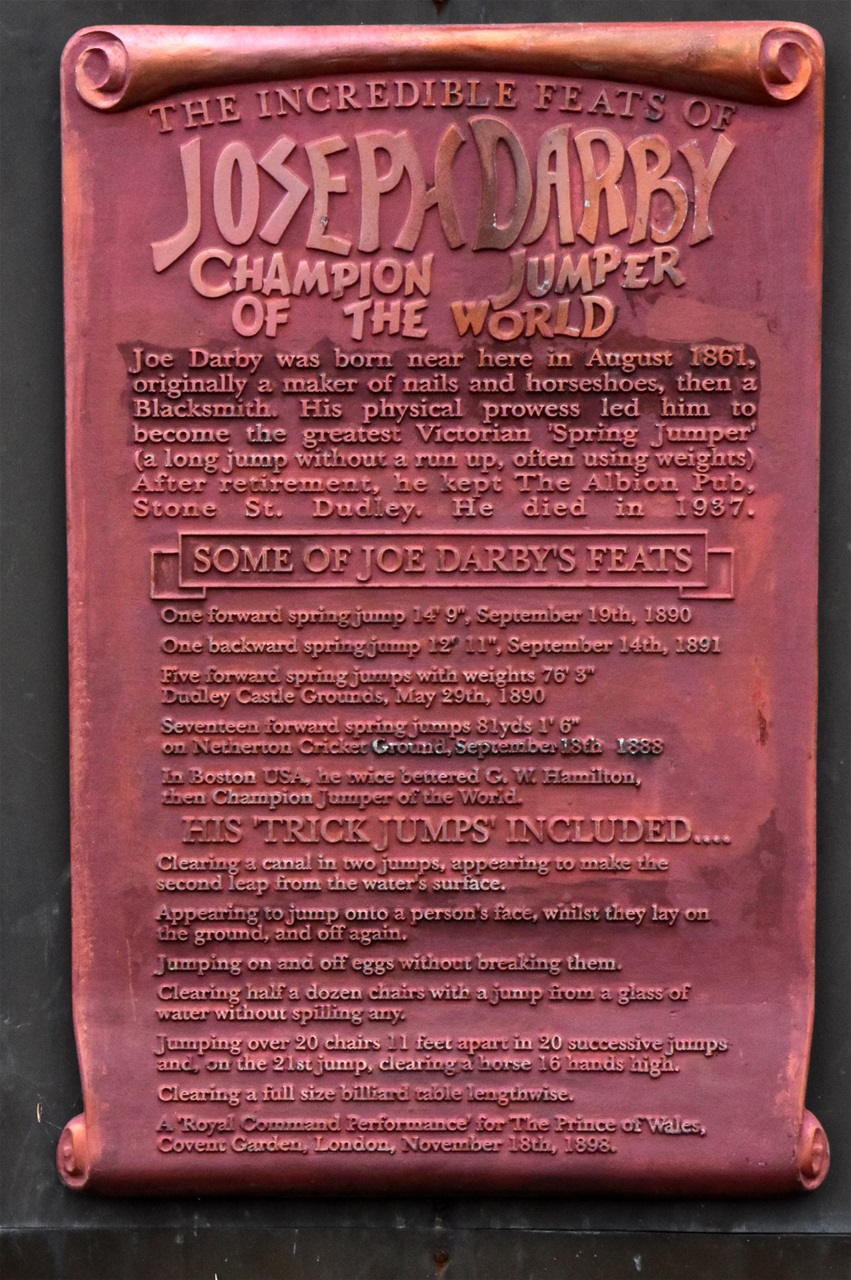 THE INCREDIBLE FEATS OF
JOSEPH DARBY
CHAMPION JUMPER
OF THE WORLD
Joe Darby was born near here in August 1861,
originally a maker of nails and horseshoes, then a
Blacksmith. His physical prowess led him to
become the greatest Victorian 'Spring Jumper'
(a long jump without a run up, often using weights)
After retirement, he kept The Albion Pub,
Stone St. Dudley. He died in 1937.
SOME OF JOE DARBY'S FEATS
One forward spring jump 14' 9", September 19th, 1890
One backward spring jump 12' 11", September 14th, 1891
Five forward spring jumps with weights 76' 3"
Dudley Castle Grounds, May 29th, 1890
Seventeen forward spring jumps 81yds 1' 6"
on Netherton Cricket Ground, September 18th 1888
In Boston USA, he twice bettered G. W. Hamilton,
then Champion Jumper of the World.
HIS 'TRICK JUMPS' INCLUDED....
Clearing a canal in two jumps, appearing to make the
second leap from the water's surface.
Appearing to jump onto a person's face, whilst they lay on
the ground, and off again.
Jumping on and off eggs without breaking them.
Clearing half a dozen chairs with a jump from a glass of
water without spilling any.
Jumping over 20 chairs 11 feet apart in 20 successive jumps
and, on the 21st jump, clearing a horse 16 hands high.
Clearing a full size billiard table lengthwise.
A 'Royal Command Performance' for The Prince of Wales,
Covent Garden, London, November 18th, 1898.